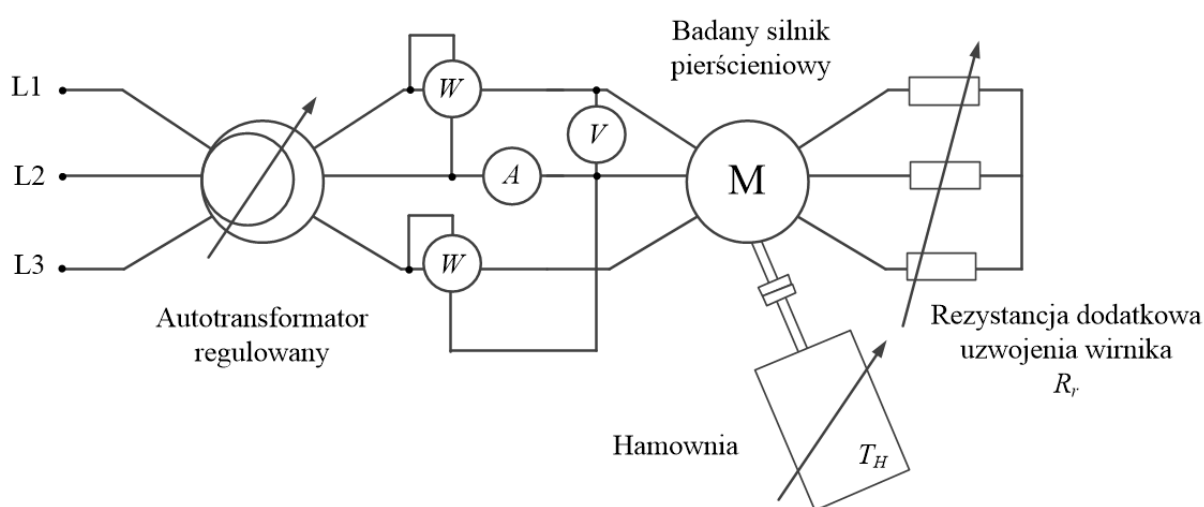 Badany silnik
pierścieniowy
L1
W
V
L2
A
M
L3
W
Autotransformator
regulowany
Rezystancja dodatkowa
uzwojenia wirnika
R_r
Hamownia
T_H